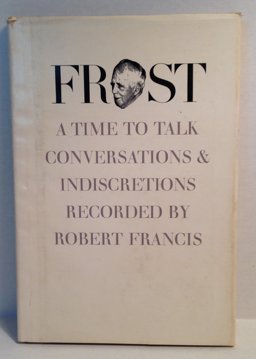 FROST
A TIME TO TALK
CONVERSATIONS &
INDISCRETIONS
RECORDED BY
ROBERT FRANCIS